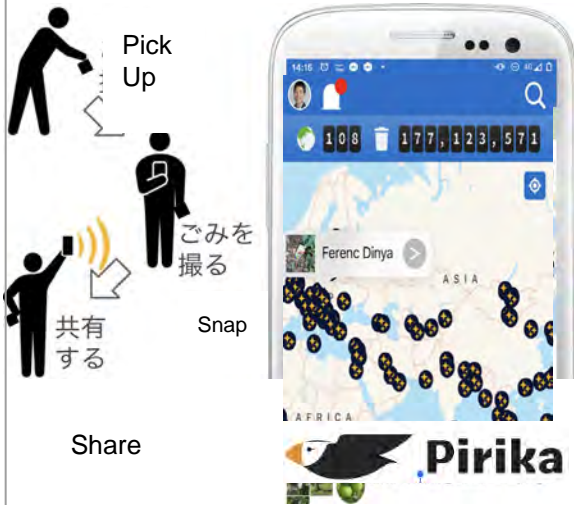 Pick
Up
ごみを
撮る
Snap
共有
する
Share
14:16
4G
108 177,123,571
Ferenc Dinya
ASIA
AFRICA
Pirika